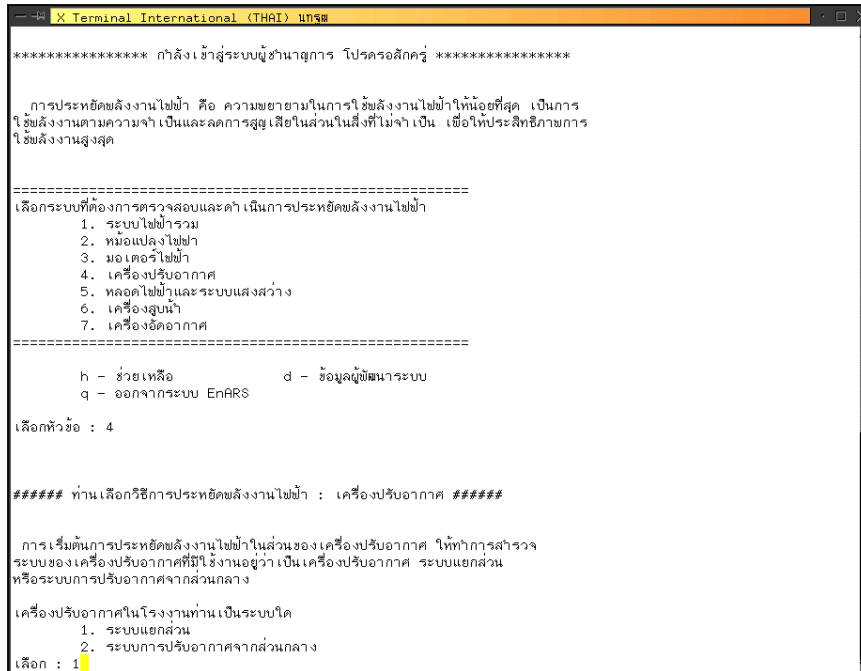 X Terminal International (THAI) นทรูฒ
**************** กำลังเข้าสู่ระบบผู้ชำนาญการ โปรดรอสักครู่ ****************
การประหยัดพลังงานไฟฟ้า คือ ความพยายามในการใช้พลังงานไฟฟ้าให้น้อยที่สุด เป็นการ
ใช้พลังงานตามความจำเป็นและลดการสูญเสียในส่วนในสิ่งที่ไม่จำเป็น เพื่อให้ประสิทธิภาพการ
ใช้พลังงานสูงสุด
======================================================
เลือกระบบที่ต้องการตรวจสอบและดำเนินการประหยัดพลังงานไฟฟ้า
1. ระบบไฟฟ้ารวม
2. หม้อแปลงไฟฟา
3. มอเตอร์ไฟฟ้า
4. เครื่องปรับอากาศ
5. หลอดไฟฟ้าและระบบแสงสว่าง
6. เครื่องสูบน้ำ
7. เครื่องอัดอากาศ
======================================================
h - ช่วยเหลือ d - ข้อมูลผู้พัฒนาระบบ
q - ออกจากระบบ EnARS
เลือกหัวข้อ : 4
###### ท่านเลือกวิธีการประหยัดพลังงานไฟฟ้า : เครื่องปรับอากาศ ######
การเริ่มต้นการประหยัดพลังงานไฟฟ้าในส่วนของเครื่องปรับอากาศ ให้ทำการสำรวจ
ระบบของเครื่องปรับอากาศที่มีใช้งานอยู่ว่าเป็นเครื่องปรับอากาศ ระบบแยกส่วน
หรือระบบการปรับอากาศจากส่วนกลาง
เครื่องปรับอากาศในโรงงานท่านเป็นระบบใด
1. ระบบแยกส่วน
2. ระบบการปรับอากาศจากส่วนกลาง
เลือก : 1